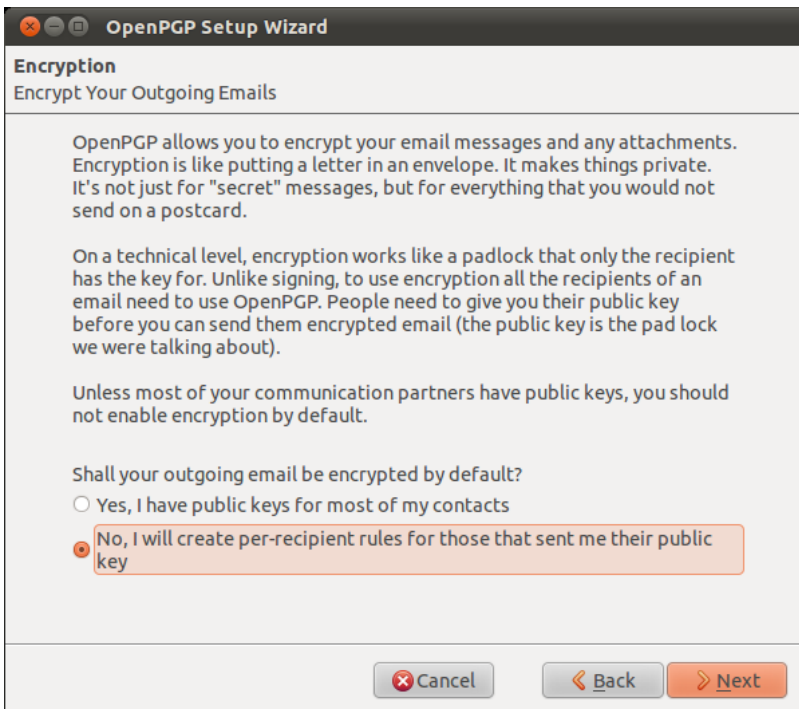 OpenPGP Setup Wizard
Encryption
Encrypt Your Outgoing Emails
OpenPGP allows you to encrypt your email messages and any attachments.
Encryption is like putting a letter in an envelope. It makes things private.
It's not just for "secret" messages, but for everything that you would not
send on a postcard.
On a technical level, encryption works like a padlock that only the recipient
has the key for. Unlike signing, to use encryption all the recipients of an
email need to use OpenPGP. People need to give you their public key
before you can send them encrypted email (the public key is the pad lock
we were talking about).
Unless most of your communication partners have public keys, you should
not enable encryption by default.
Shall your outgoing email be encrypted by default?
Yes, I have public keys for most of my contacts
No, I will create per-recipient rules for those that sent me their public
key
Cancel Back Next